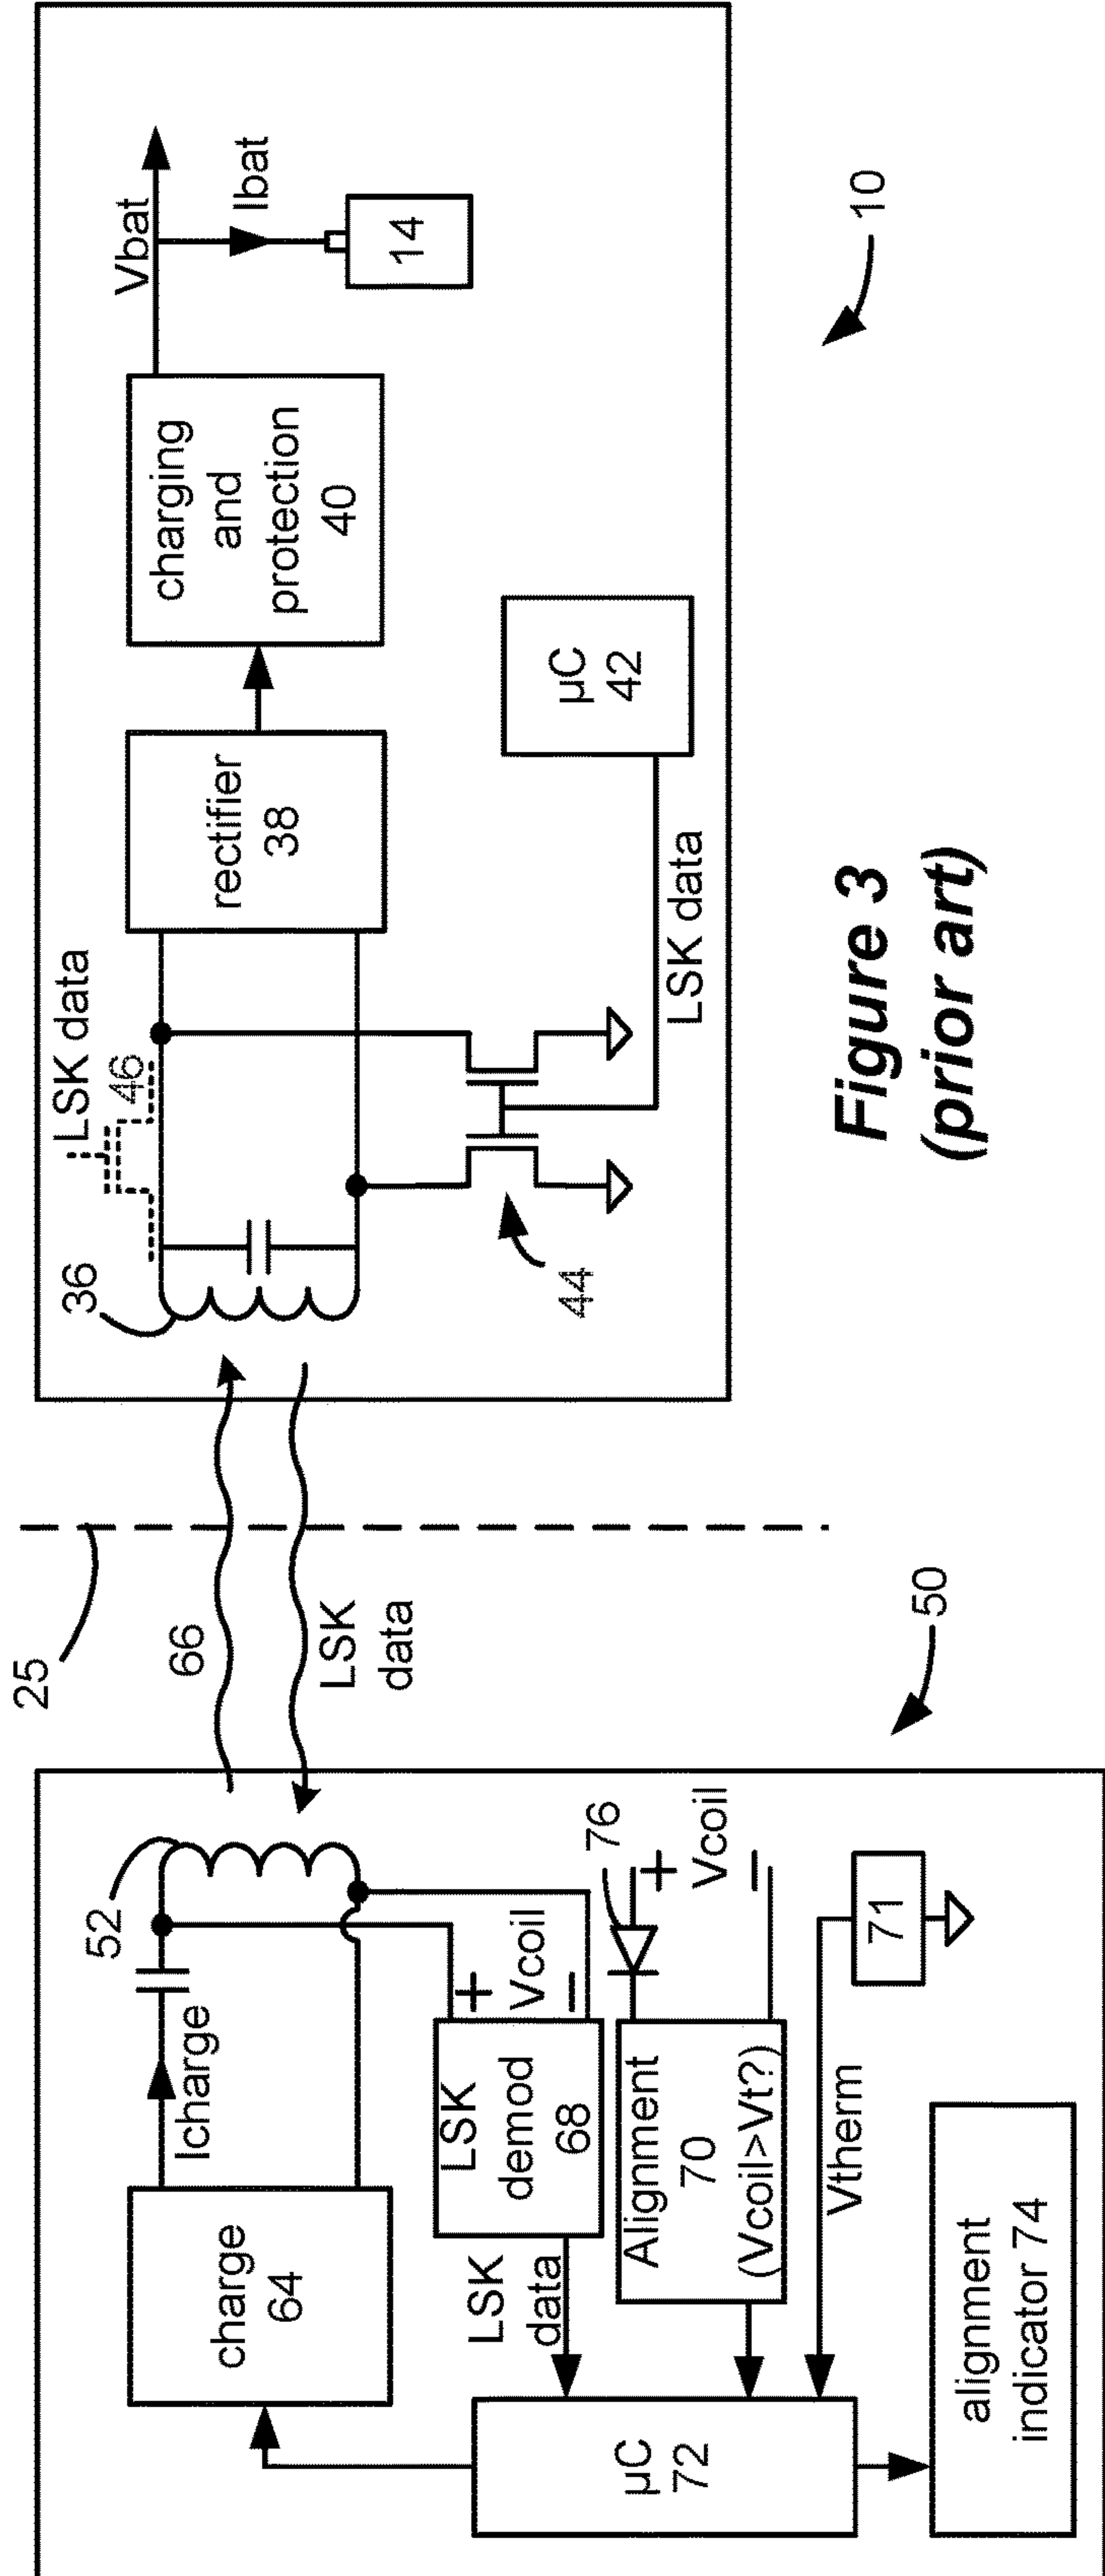 25
66
LSK
data
52
Icharge
charge
64
+
Vcoil
−
LSK
demod
68
LSK
data
76
+
Vcoil
−
Alignment
70
(Vcoil>Vt?)
71
Vtherm
µC
72
alignment
indicator 74
50
36
LSK data
46
44
rectifier
38
charging
and
protection
40
Vbat
Ibat
14
µC
42
LSK data
10
Figure 3
(prior art)